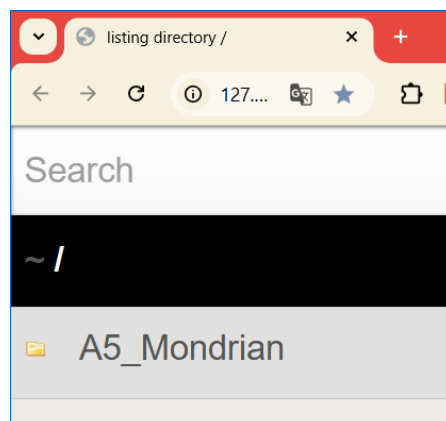 listing directory /
127....
Search
~ /
A5_Mondrian